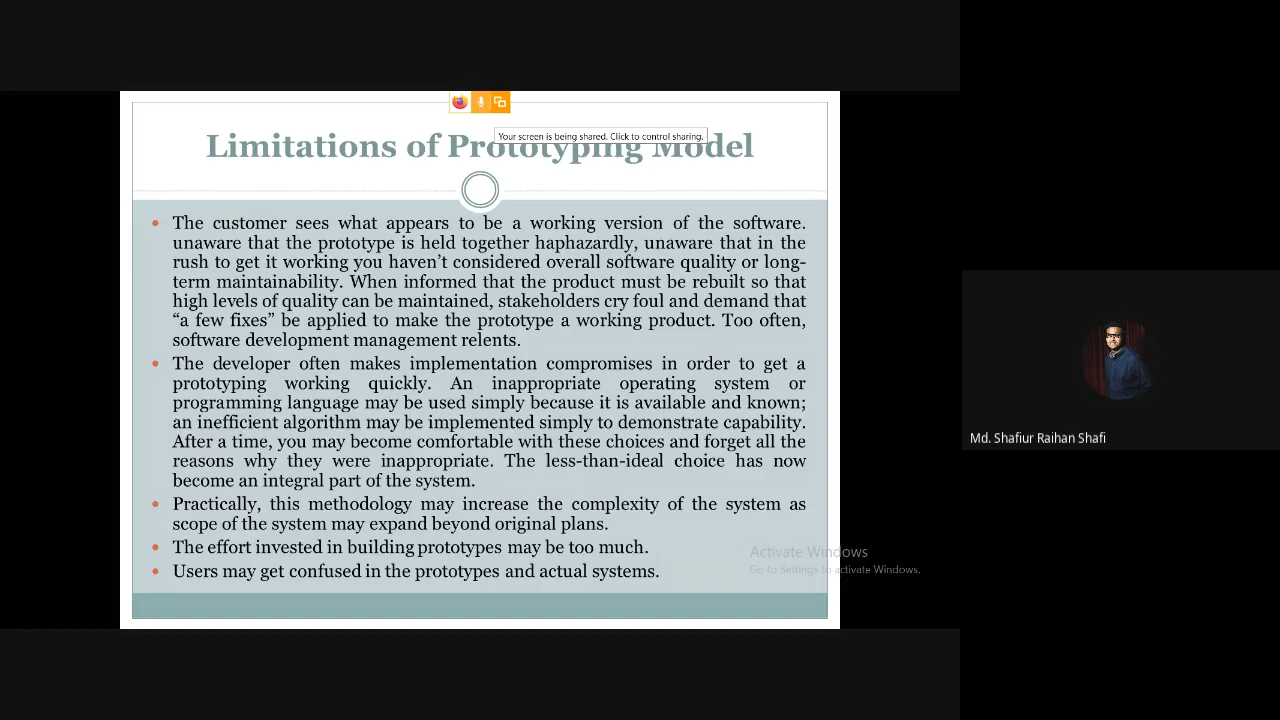 Your screen is being shared. Click to control sharing.
Limitations of Prototyping Model
• The customer sees what appears to be a working version of the software.
unaware that the prototype is held together haphazardly, unaware that in the
rush to get it working you haven’t considered overall software quality or long-
term maintainability. When informed that the product must be rebuilt so that
high levels of quality can be maintained, stakeholders cry foul and demand that
“a few fixes” be applied to make the prototype a working product. Too often,
software development management relents.
• The developer often makes implementation compromises in order to get a
prototyping working quickly. An inappropriate operating system or
programming language may be used simply because it is available and known;
an inefficient algorithm may be implemented simply to demonstrate capability.
After a time, you may become comfortable with these choices and forget all the
reasons why they were inappropriate. The less-than-ideal choice has now
become an integral part of the system.
• Practically, this methodology may increase the complexity of the system as
scope of the system may expand beyond original plans.
• The effort invested in building prototypes may be too much.
• Users may get confused in the prototypes and actual systems.
Activate Windows
Go to Settings to activate Windows.
Md. Shafiur Raihan Shafi